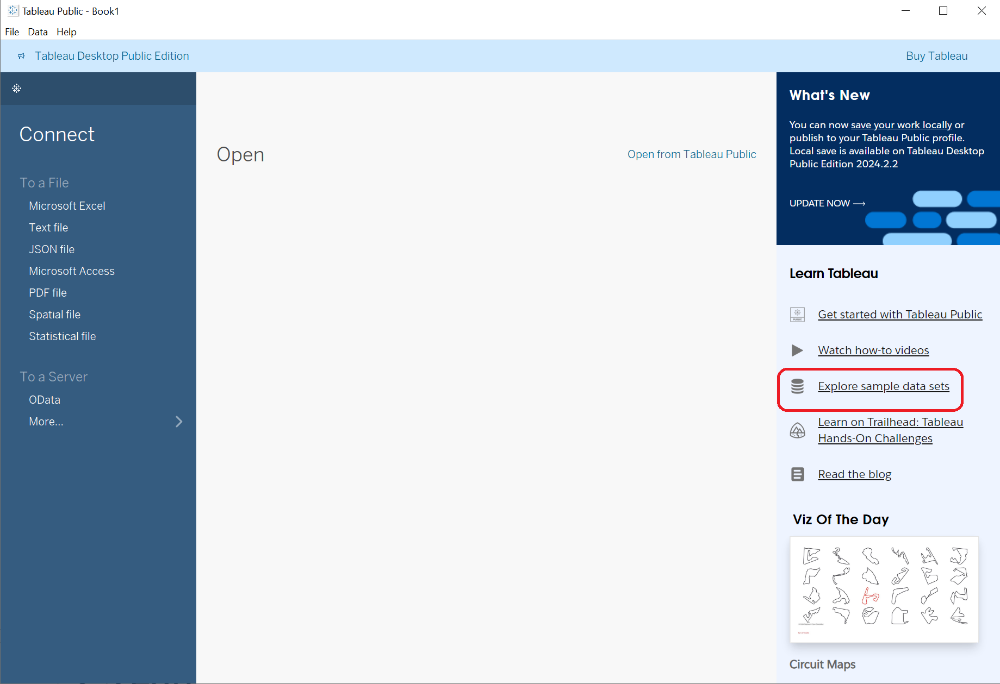 Tableau Public - Book1
File Data Help
Tableau Desktop Public Edition
Buy Tableau
Connect
To a File
Microsoft Excel
Text file
JSON file
Microsoft Access
PDF file
Spatial file
Statistical file
To a Server
OData
More...
Open
Open from Tableau Public
What's New
You can now save your work locally or
publish to your Tableau Public profile.
Local save is available on Tableau Desktop
Public Edition 2024.2.2
UPDATE NOW
Learn Tableau
PUBLIC
Get started with Tableau Public
Watch how-to videos
Explore sample data sets
Learn on Trailhead: Tableau
Hands-On Challenges
Read the blog
Viz Of The Day
Circuit Maps